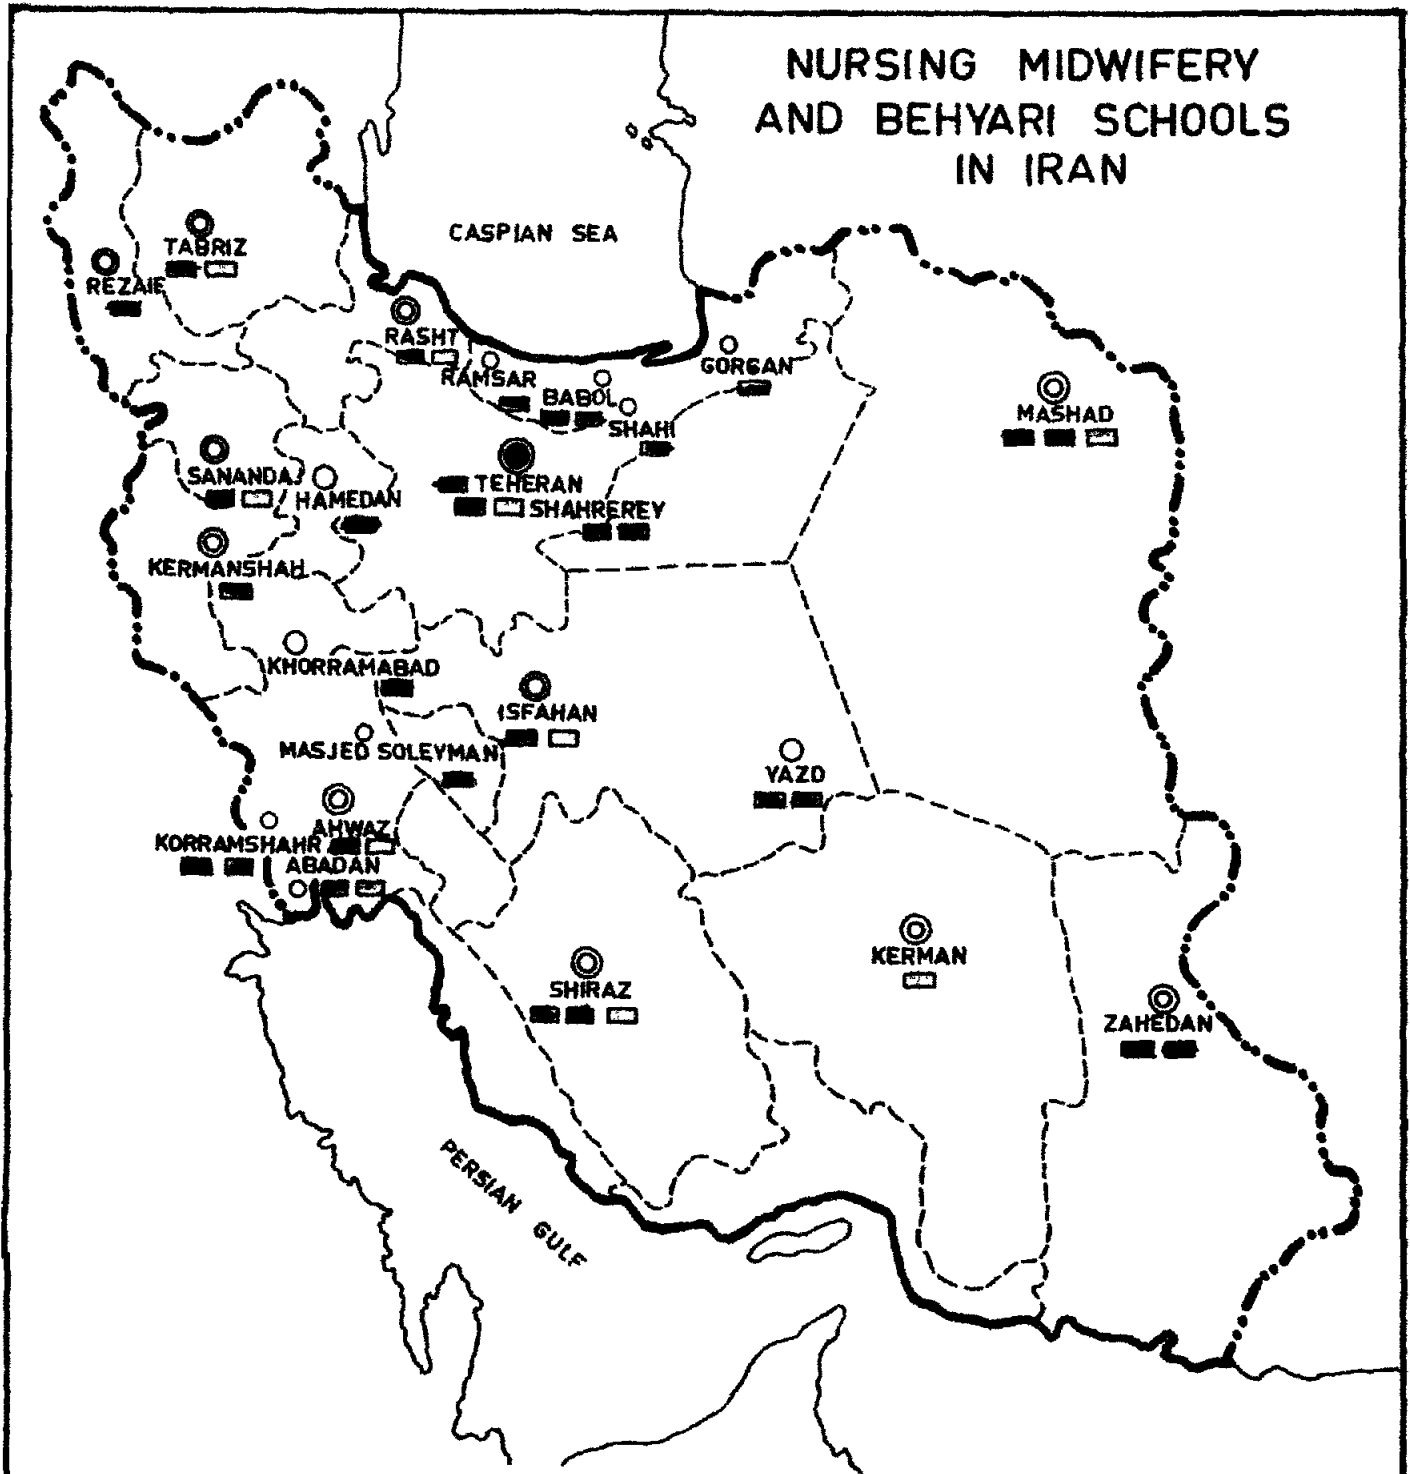 NURSING MIDWIFERY
AND BEHYARI SCHOOLS
IN IRAN
CASPIAN SEA
TABRIZ
REZAIE
RASHT
RAMSAR
BABOL
SHAHI
GORGAN
MASHAD
SANANDAJ
HAMEDAN
TEHERAN
SHAHREREY
KERMANSHAH
KHORRAMABAD
ISFAHAN
MASJED SOLEYMAN
YAZD
AHWAZ
KORRAMSHAHR
ABADAN
KERMAN
SHIRAZ
ZAHEDAN
PERSIAN GULF